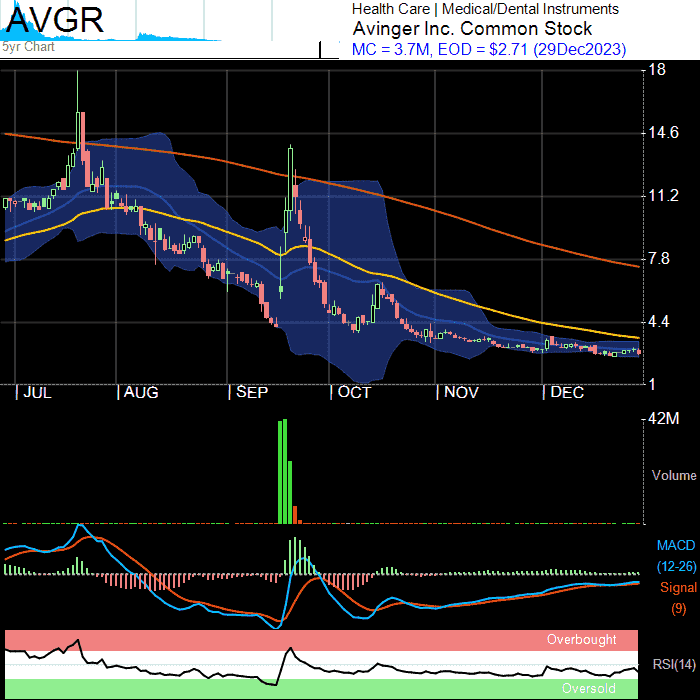 AVGR
Health Care | Medical/Dental Instruments
Avinger Inc. Common Stock
5yr Chart
MC = 3.7M, EOD = $2.71 (29Dec2023)
18
14.6
11.2
7.8
4.4
1
JUL AUG SEP OCT NOV DEC
42M
Volume
MACD
(12-26)
Signal
(9)
Overbought
RSI(14)
Oversold